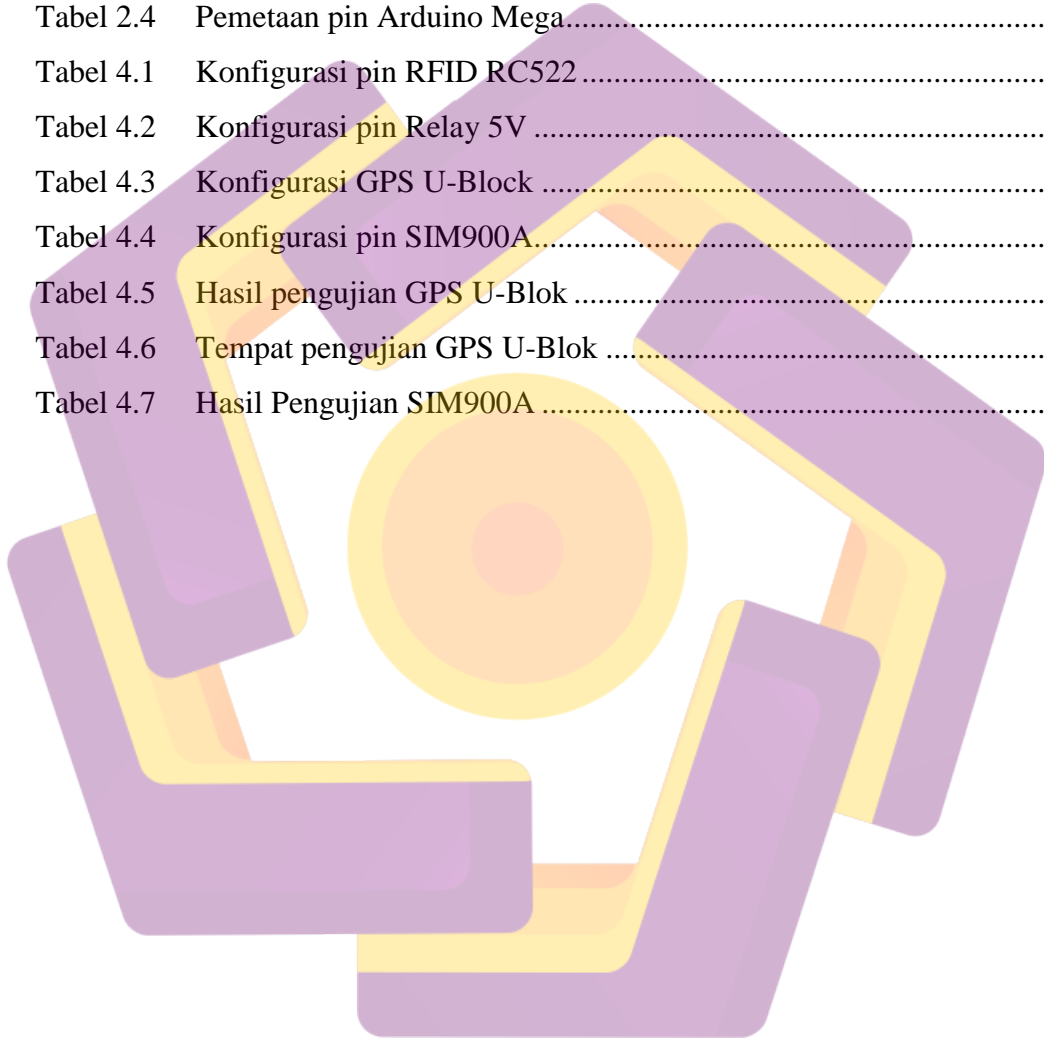 Tabel 2.4 Pemetaan pin Arduino Mega..........................................................
Tabel 4.1 Konfigurasi pin RFID RC522..........................................................
Tabel 4.2 Konfigurasi pin Relay 5V..........................................................
Tabel 4.3 Konfigurasi GPS U-Block..........................................................
Tabel 4.4 Konfigurasi pin SIM900A..........................................................
Tabel 4.5 Hasil pengujian GPS U-Blok..........................................................
Tabel 4.6 Tempat pengujian GPS U-Blok..........................................................
Tabel 4.7 Hasil Pengujian SIM900A..........................................................